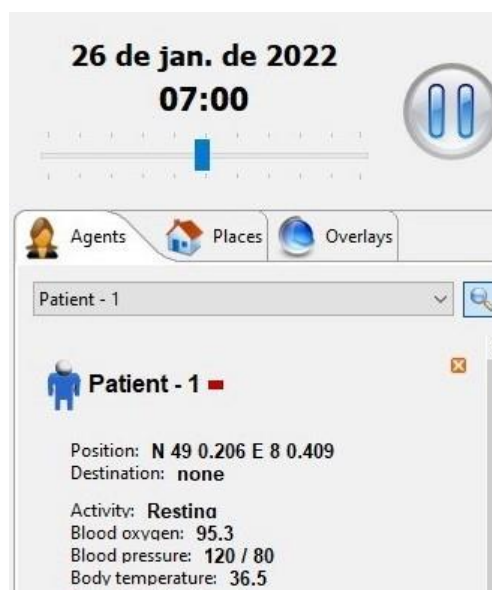 26 de jan. de 2022
07:00
Agents Places Overlays
Patient - 1
Patient - 1
Position: N 49 0.206 E 8 0.409
Destination: none
Activity: Resting
Blood oxygen: 95.3
Blood pressure: 120 / 80
Body temperature: 36.5